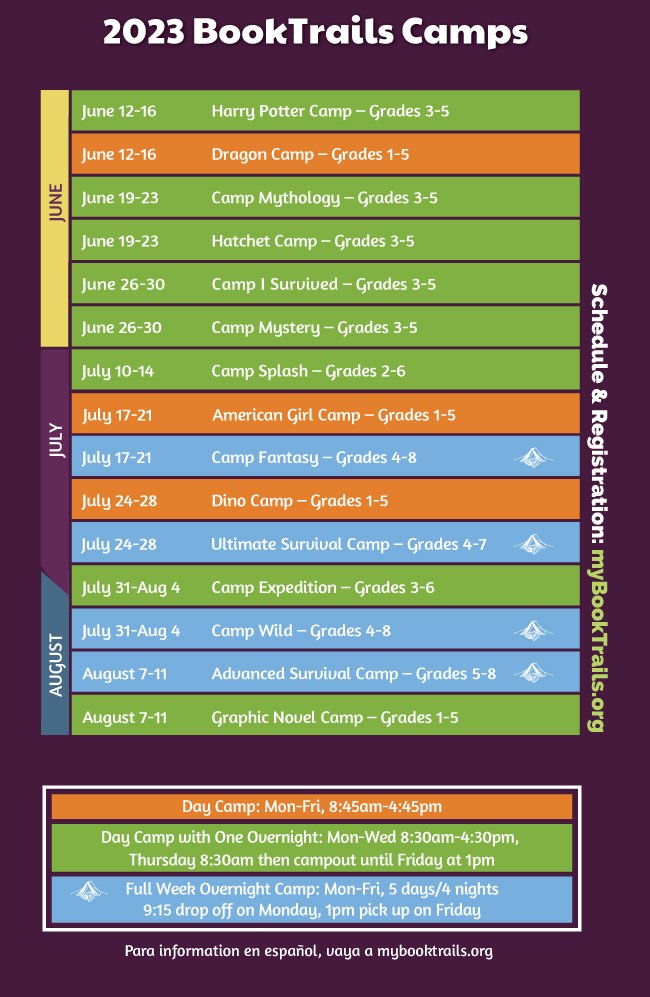 2023 BookTrails Camps
JUNE
June 12-16 Harry Potter Camp – Grades 3-5
June 12-16 Dragon Camp – Grades 1-5
June 19-23 Camp Mythology – Grades 3-5
June 19-23 Hatchet Camp – Grades 3-5
June 26-30 Camp I Survived – Grades 3-5
June 26-30 Camp Mystery – Grades 3-5
JULY
July 10-14 Camp Splash – Grades 2-6
July 17-21 American Girl Camp – Grades 1-5
July 17-21 Camp Fantasy – Grades 4-8
July 24-28 Dino Camp – Grades 1-5
July 24-28 Ultimate Survival Camp – Grades 4-7
AUGUST
July 31-Aug 4 Camp Expedition – Grades 3-6
July 31-Aug 4 Camp Wild – Grades 4-8
August 7-11 Advanced Survival Camp – Grades 5-8
August 7-11 Graphic Novel Camp – Grades 1-5
Schedule & Registration: myBookTrails.org
Day Camp: Mon-Fri, 8:45am-4:45pm
Day Camp with One Overnight: Mon-Wed 8:30am-4:30pm,
Thursday 8:30am then campout until Friday at 1pm
Full Week Overnight Camp: Mon-Fri, 5 days/4 nights
9:15 drop off on Monday, 1pm pick up on Friday
Para information en español, vaya a mybooktrails.org